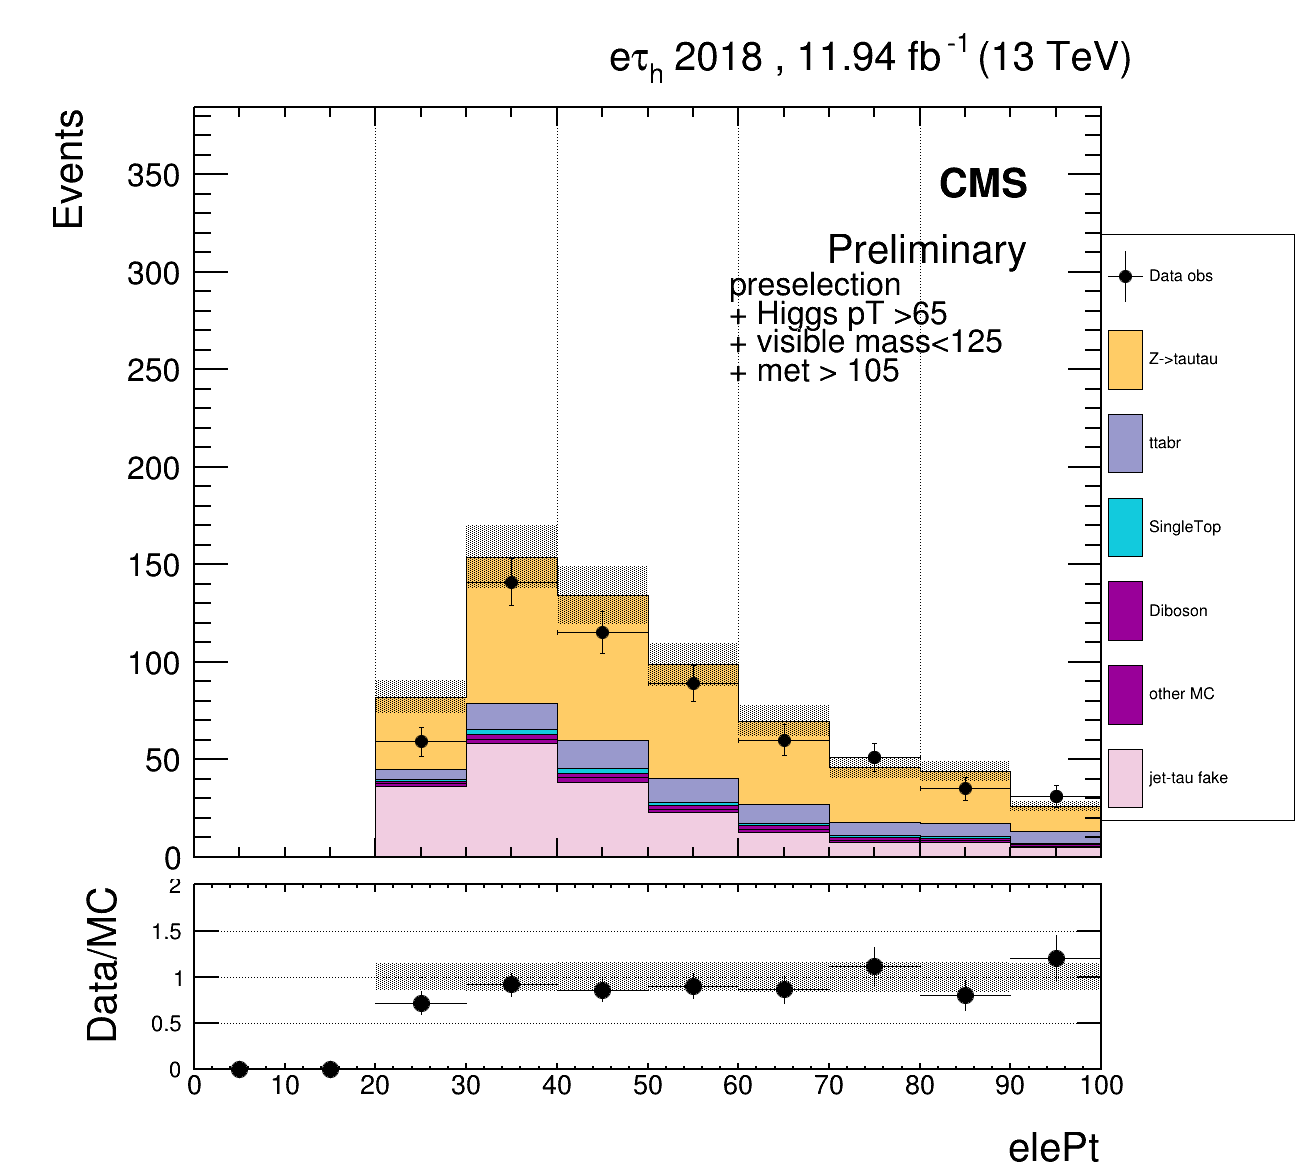 eτh 2018 , 11.94 fb-1 (13 TeV)
Events
350
300
250
200
150
100
50
0
CMS
Preliminary
preselection
+ Higgs pT >65
+ visible mass<125
+ met > 105
Data obs
Z->tautau
ttabr
SingleTop
Diboson
other MC
jet-tau fake
Data/MC
2
1.5
1
0.5
0
0 10 20 30 40 50 60 70 80 90 100
elePt